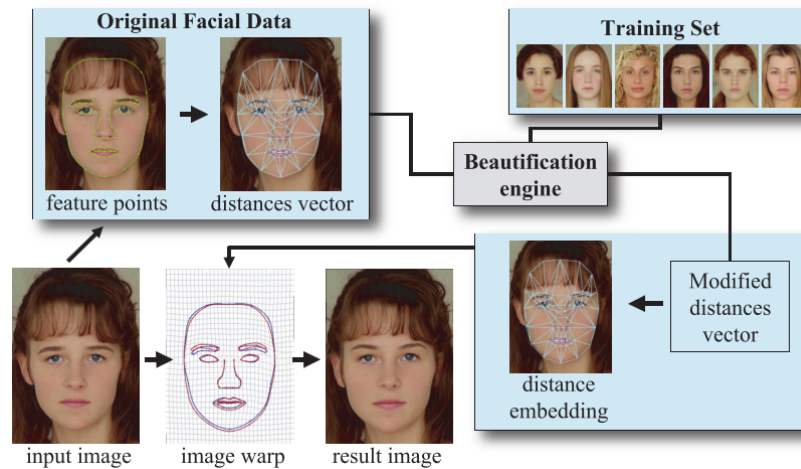 Original Facial Data
feature points
distances vector
Training Set
Beautification
engine
Modified
distances
vector
distance
embedding
input image
image warp
result image